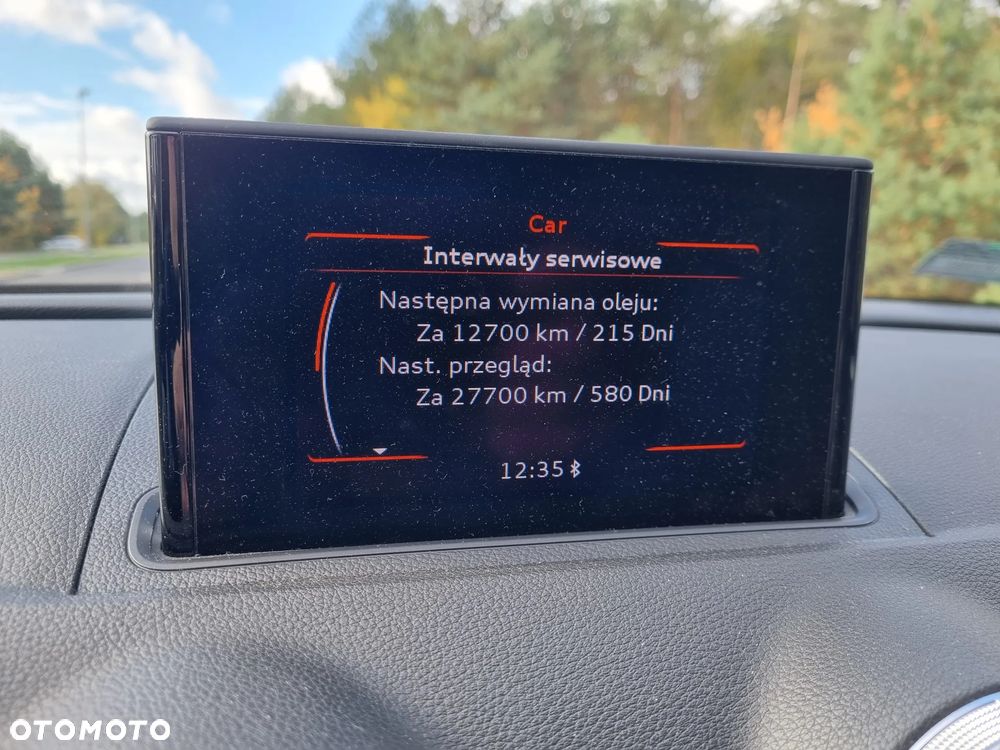 Car
Interwały serwisowe
Następna wymiana oleju:
Za 12700 km / 215 Dni
Nast. przegląd:
Za 27700 km / 580 Dni
12:35
OTOMOTO